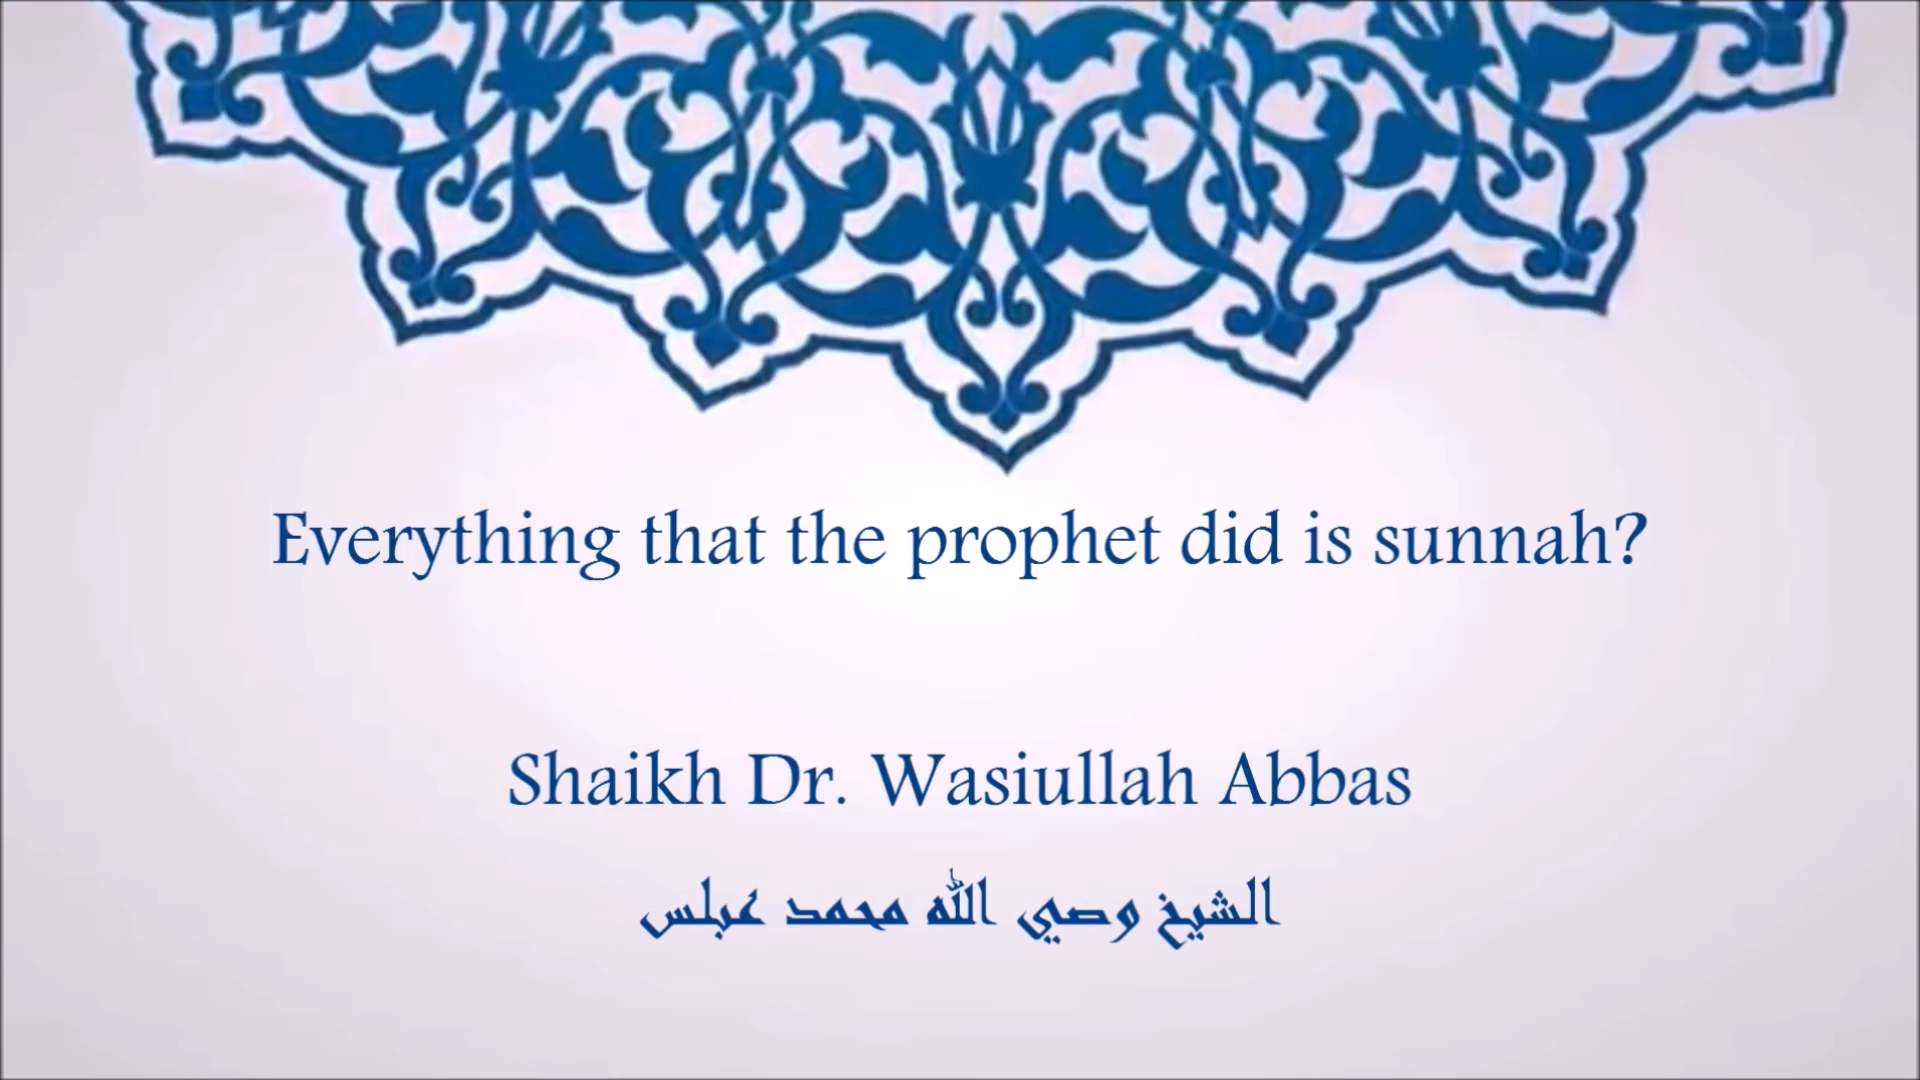 Everything that the prophet did is sunnah?
Shaikh Dr. Wasiullah Abbas
الشيخ وصي الله محمد عباس